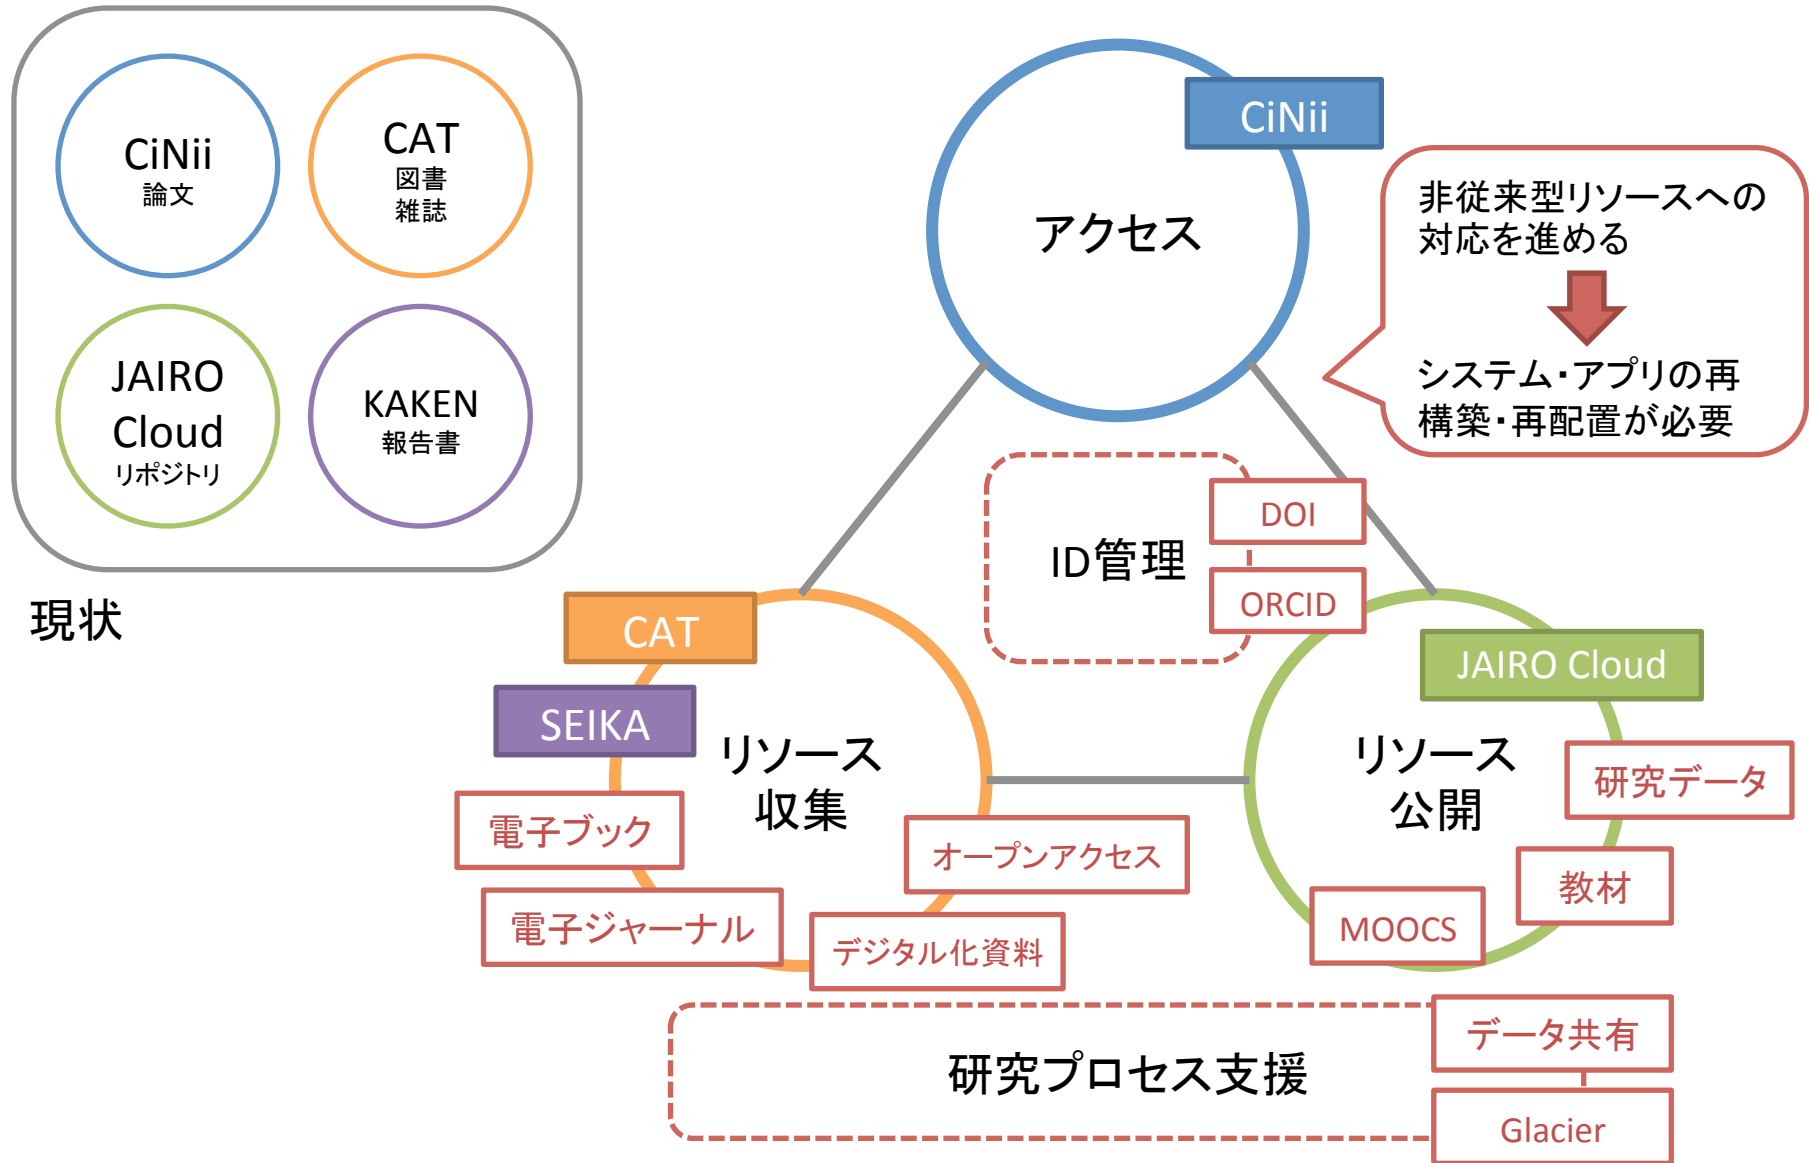 CiNii
論文
CAT
図書
雑誌
JAIRO
Cloud
リポジトリ
KAKEN
報告書
現状
CiNii
アクセス
非従来型リソースへの
対応を進める
システム・アプリの再
構築・再配置が必要
ID管理
DOI
ORCID
CAT
SEIKA
リソース
収集
電子ブック
電子ジャーナル
オープンアクセス
デジタル化資料
JAIRO Cloud
リソース
公開
研究データ
教材
MOOCS
研究プロセス支援
データ共有
Glacier